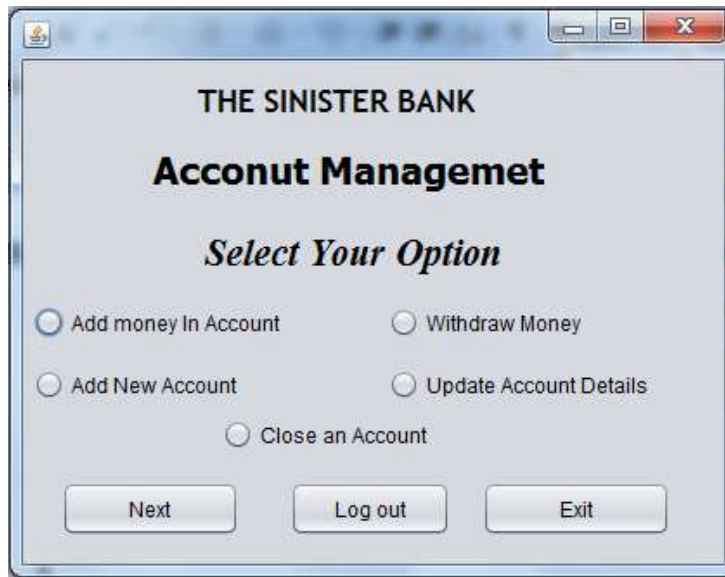 THE SINISTER BANK
Acconut Managemet
Select Your Option
Add money In Account Withdraw Money
Add New Account Update Account Details
Close an Account
Next Log out Exit